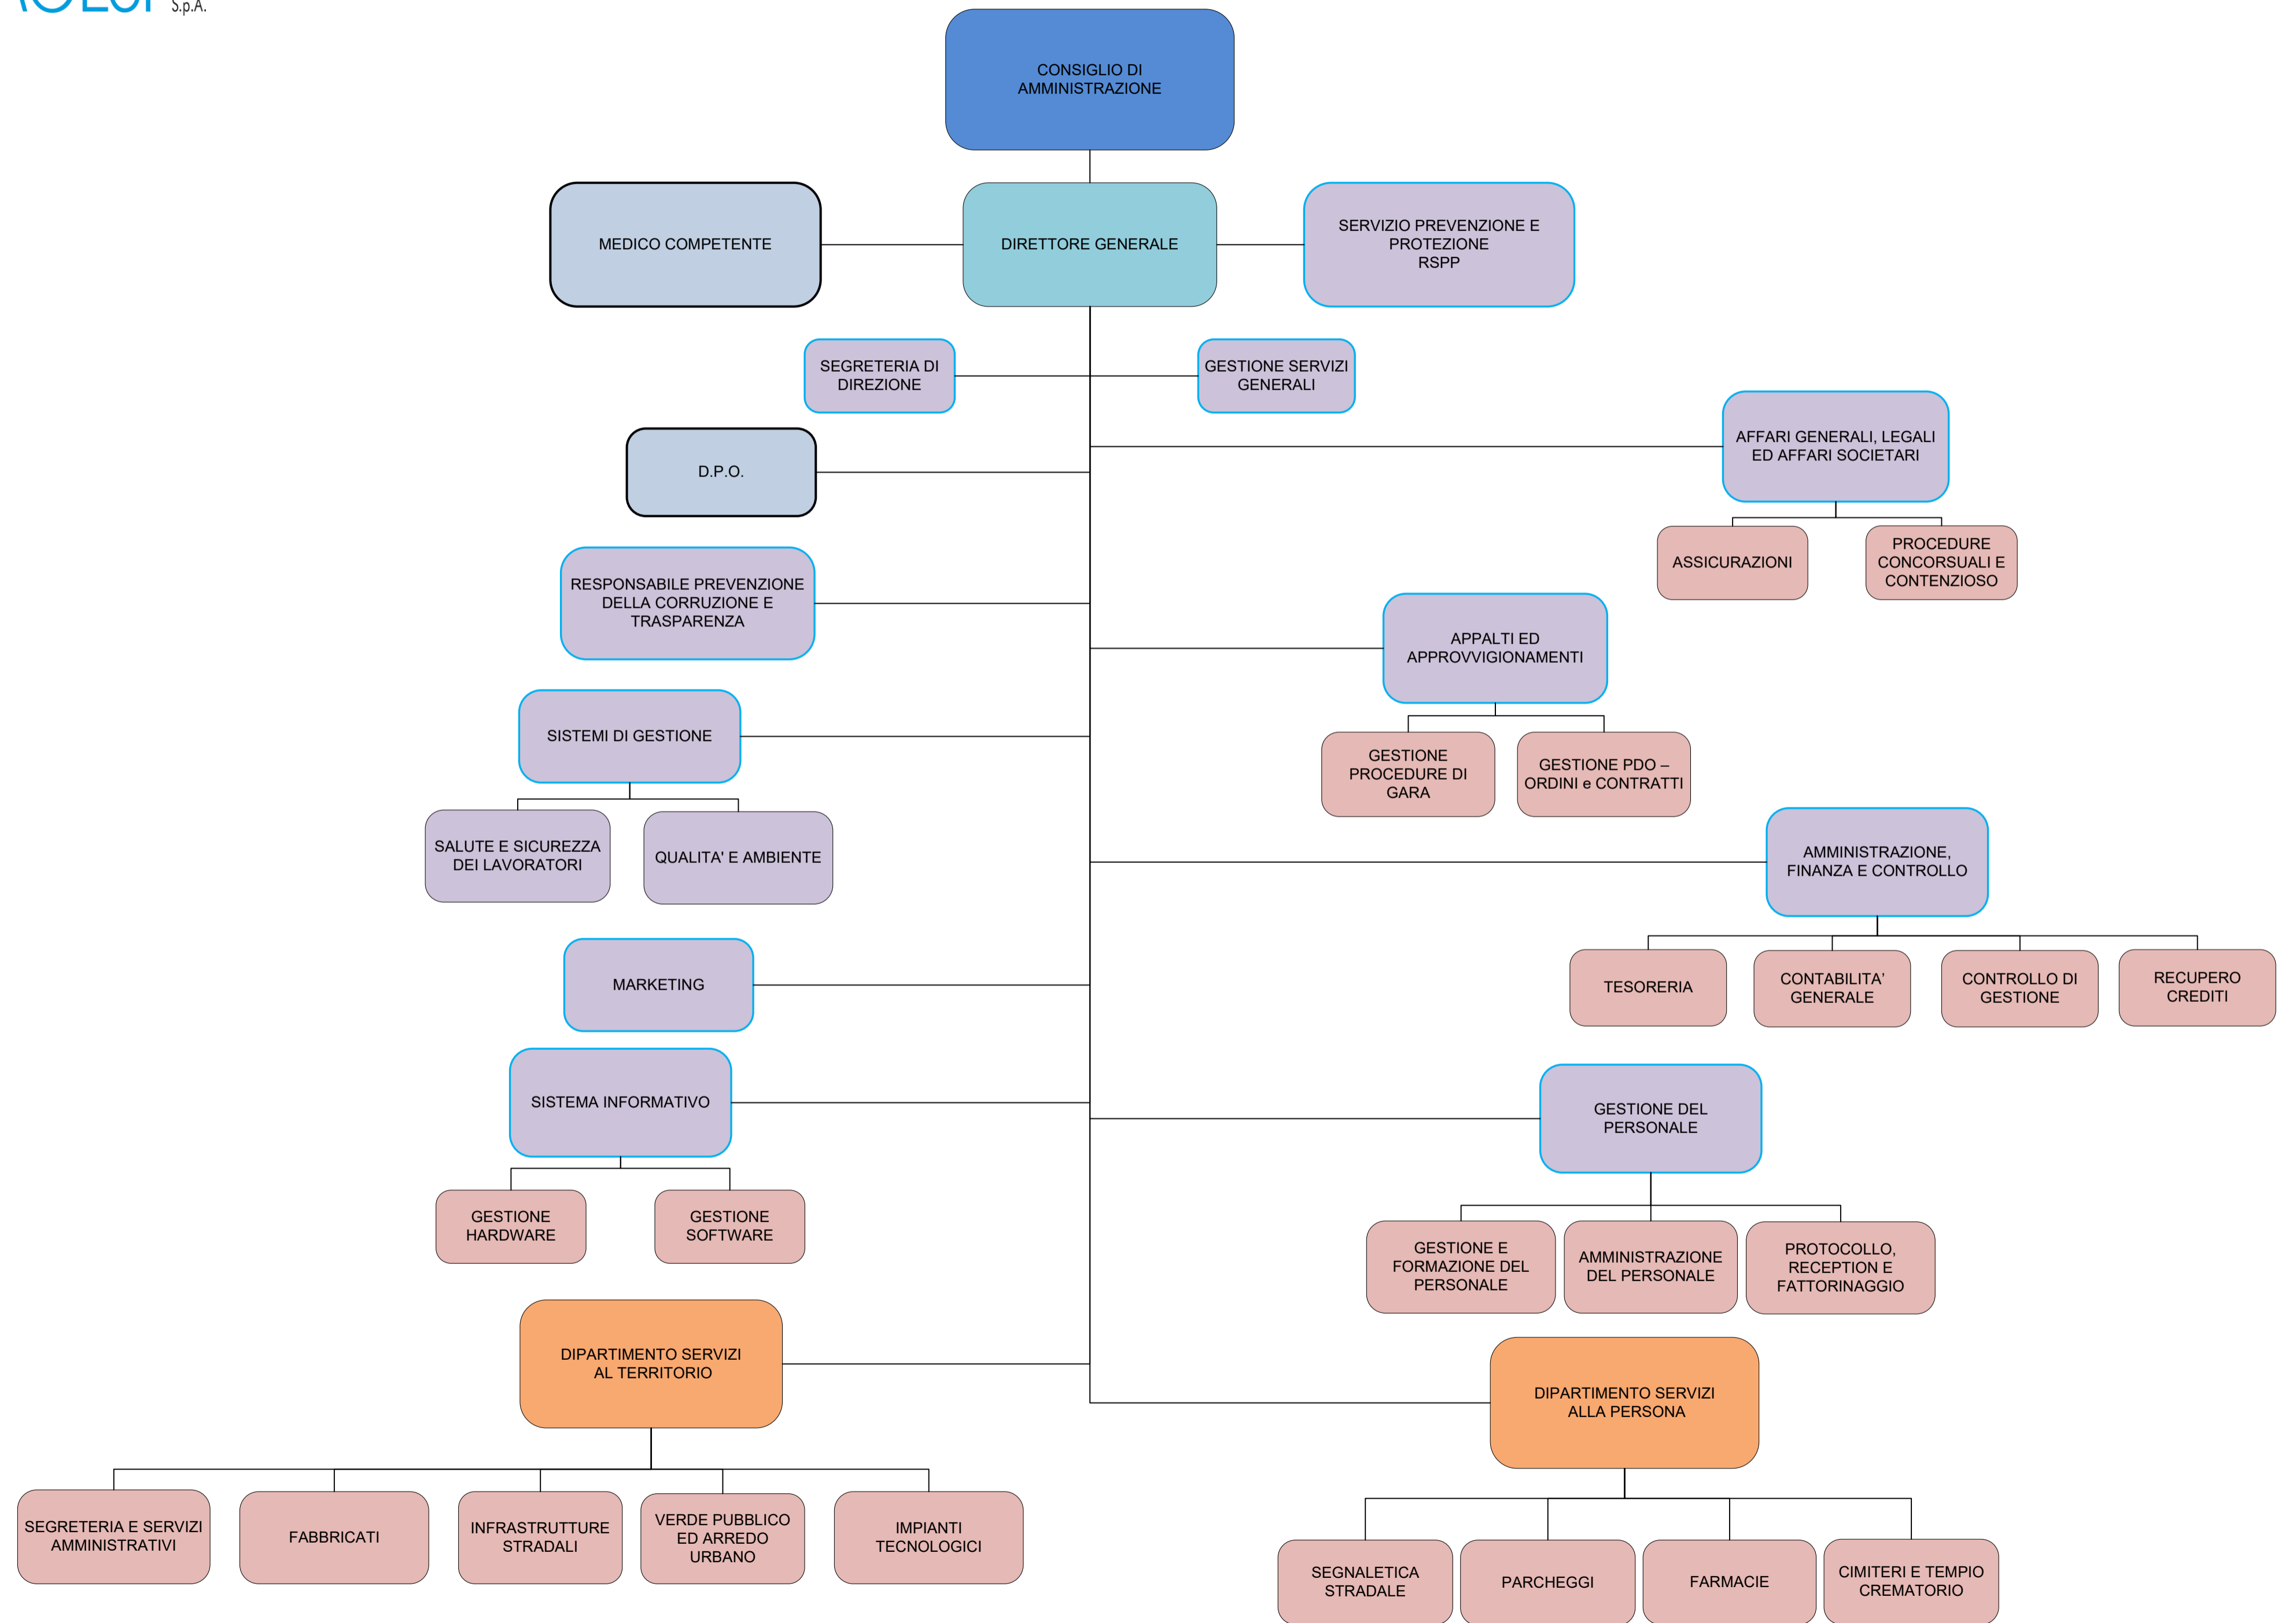 S.p.A.
CONSIGLIO DI
AMMINISTRAZIONE
MEDICO COMPETENTE
DIRETTORE GENERALE
SERVIZIO PREVENZIONE E
PROTEZIONE
RSPP
SEGRETERIA DI
DIREZIONE
GESTIONE SERVIZI
GENERALI
AFFARI GENERALI, LEGALI
ED AFFARI SOCIETARI
D.P.O.
ASSICURAZIONI
PROCEDURE
CONCORSUALI E
CONTENZIOSO
RESPONSABILE PREVENZIONE
DELLA CORRUZIONE E
TRASPARENZA
APPALTI ED
APPROVVIGIONAMENTI
SISTEMI DI GESTIONE
GESTIONE
PROCEDURE DI
GARA
GESTIONE PDO –
ORDINI e CONTRATTI
SALUTE E SICUREZZA
DEI LAVORATORI
QUALITA' E AMBIENTE
AMMINISTRAZIONE,
FINANZA E CONTROLLO
MARKETING
TESORERIA
CONTABILITA’
GENERALE
CONTROLLO DI
GESTIONE
RECUPERO
CREDITI
SISTEMA INFORMATIVO
GESTIONE DEL
PERSONALE
GESTIONE
HARDWARE
GESTIONE
SOFTWARE
GESTIONE E
FORMAZIONE DEL
PERSONALE
AMMINISTRAZIONE
DEL PERSONALE
PROTOCOLLO,
RECEPTION E
FATTORINAGGIO
DIPARTIMENTO SERVIZI
AL TERRITORIO
DIPARTIMENTO SERVIZI
ALLA PERSONA
SEGRETERIA E SERVIZI
AMMINISTRATIVI
FABBRICATI
INFRASTRUTTURE
STRADALI
VERDE PUBBLICO
ED ARREDO
URBANO
IMPIANTI
TECNOLOGICI
SEGNALETICA
STRADALE
PARCHEGGI
FARMACIE
CIMITERI E TEMPIO
CREMATORIO